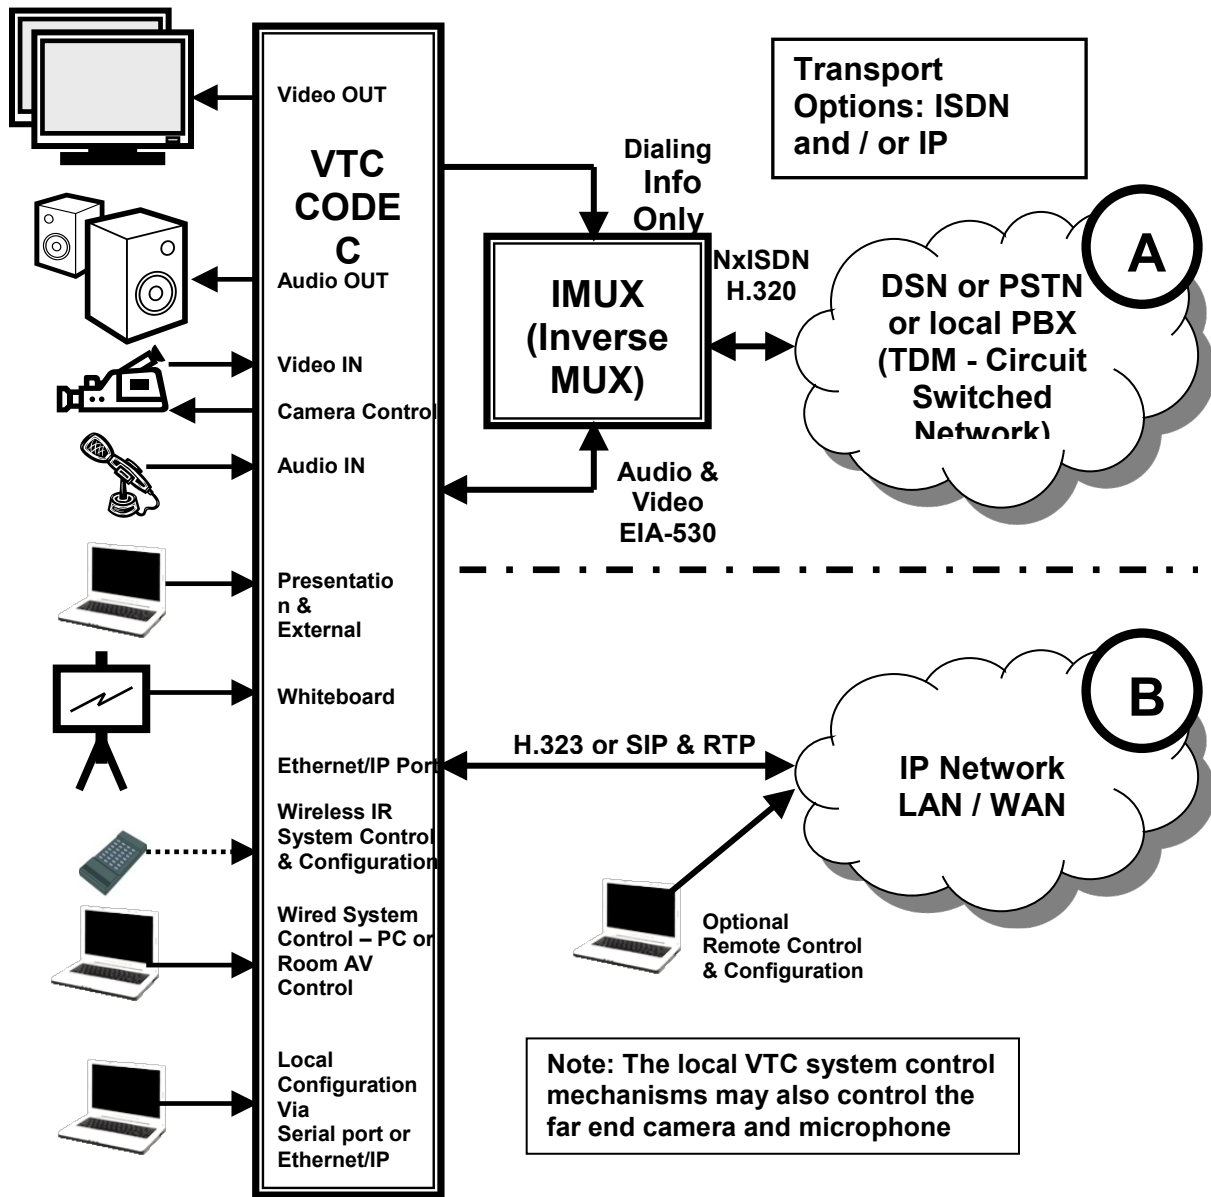 Video OUT
VTC
CODE
C
Audio OUT
Video IN
Camera Control
Audio IN
Presentatio
n &
External
Whiteboard
Ethernet/IP Port
Wireless IR
System Control
& Configuration
Wired System
Control – PC or
Room AV
Control
Local
Configuration
Via
Serial port or
Ethernet/IP
Dialing
Info
Only
IMUX
(Inverse
MUX)
NxISDN
H.320
Audio &
Video
EIA-530
Transport
Options: ISDN
and / or IP
A
DSN or PSTN
or local PBX
(TDM - Circuit
Switched
Network)
B
H.323 or SIP & RTP
IP Network
LAN / WAN
Optional
Remote Control
& Configuration
Note: The local VTC system control
mechanisms may also control the
far end camera and microphone